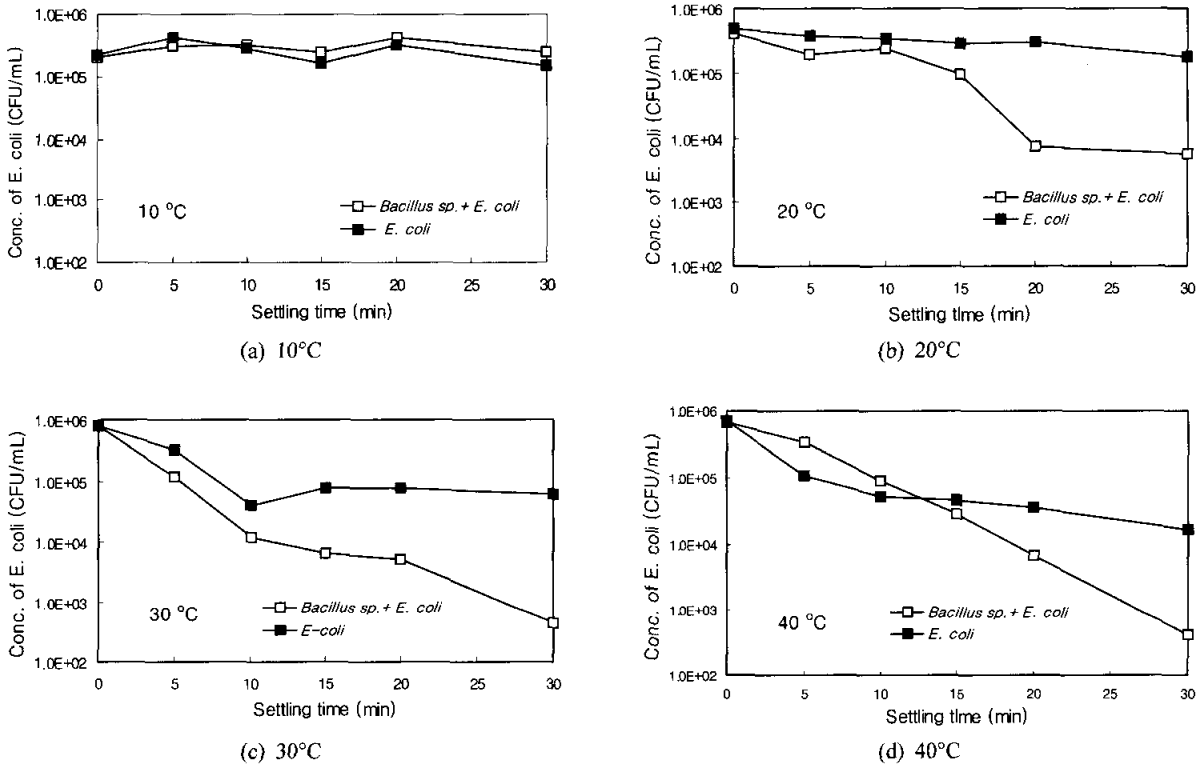 1.0E+06
1.0E+05
1.0E+04
1.0E+03
1.0E+02
Conc. of E. coli (CFU/mL)
10 °C
Bacillus sp. + E. coli
E. coli
0 5 10 15 20 25 30
Settling time (min)
(a) 10°C
1.0E+06
1.0E+05
1.0E+04
1.0E+03
1.0E+02
Conc. of E. coli (CFU/mL)
20 °C
Bacillus sp. + E. coli
E. coli
0 5 10 15 20 25 30
Settling time (min)
(b) 20°C
1.0E+06
1.0E+05
1.0E+04
1.0E+03
1.0E+02
Conc. of E. coli (CFU/mL)
30 °C
Bacillus sp. + E. coli
E-coli
0 5 10 15 20 25 30
Settling time (min)
(c) 30°C
1.0E+06
1.0E+05
1.0E+04
1.0E+03
1.0E+02
Conc. of E. coli (CFU/mL)
40 °C
Bacillus sp. + E. coli
E. coli
0 5 10 15 20 25 30
Settling time (min)
(d) 40°C